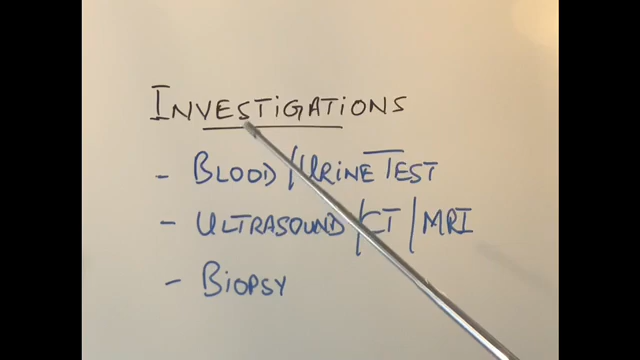 INVESTIGATIONS
- BLOOD/URINE TEST
- ULTRASOUND/CT/MRI
- BIOPSY